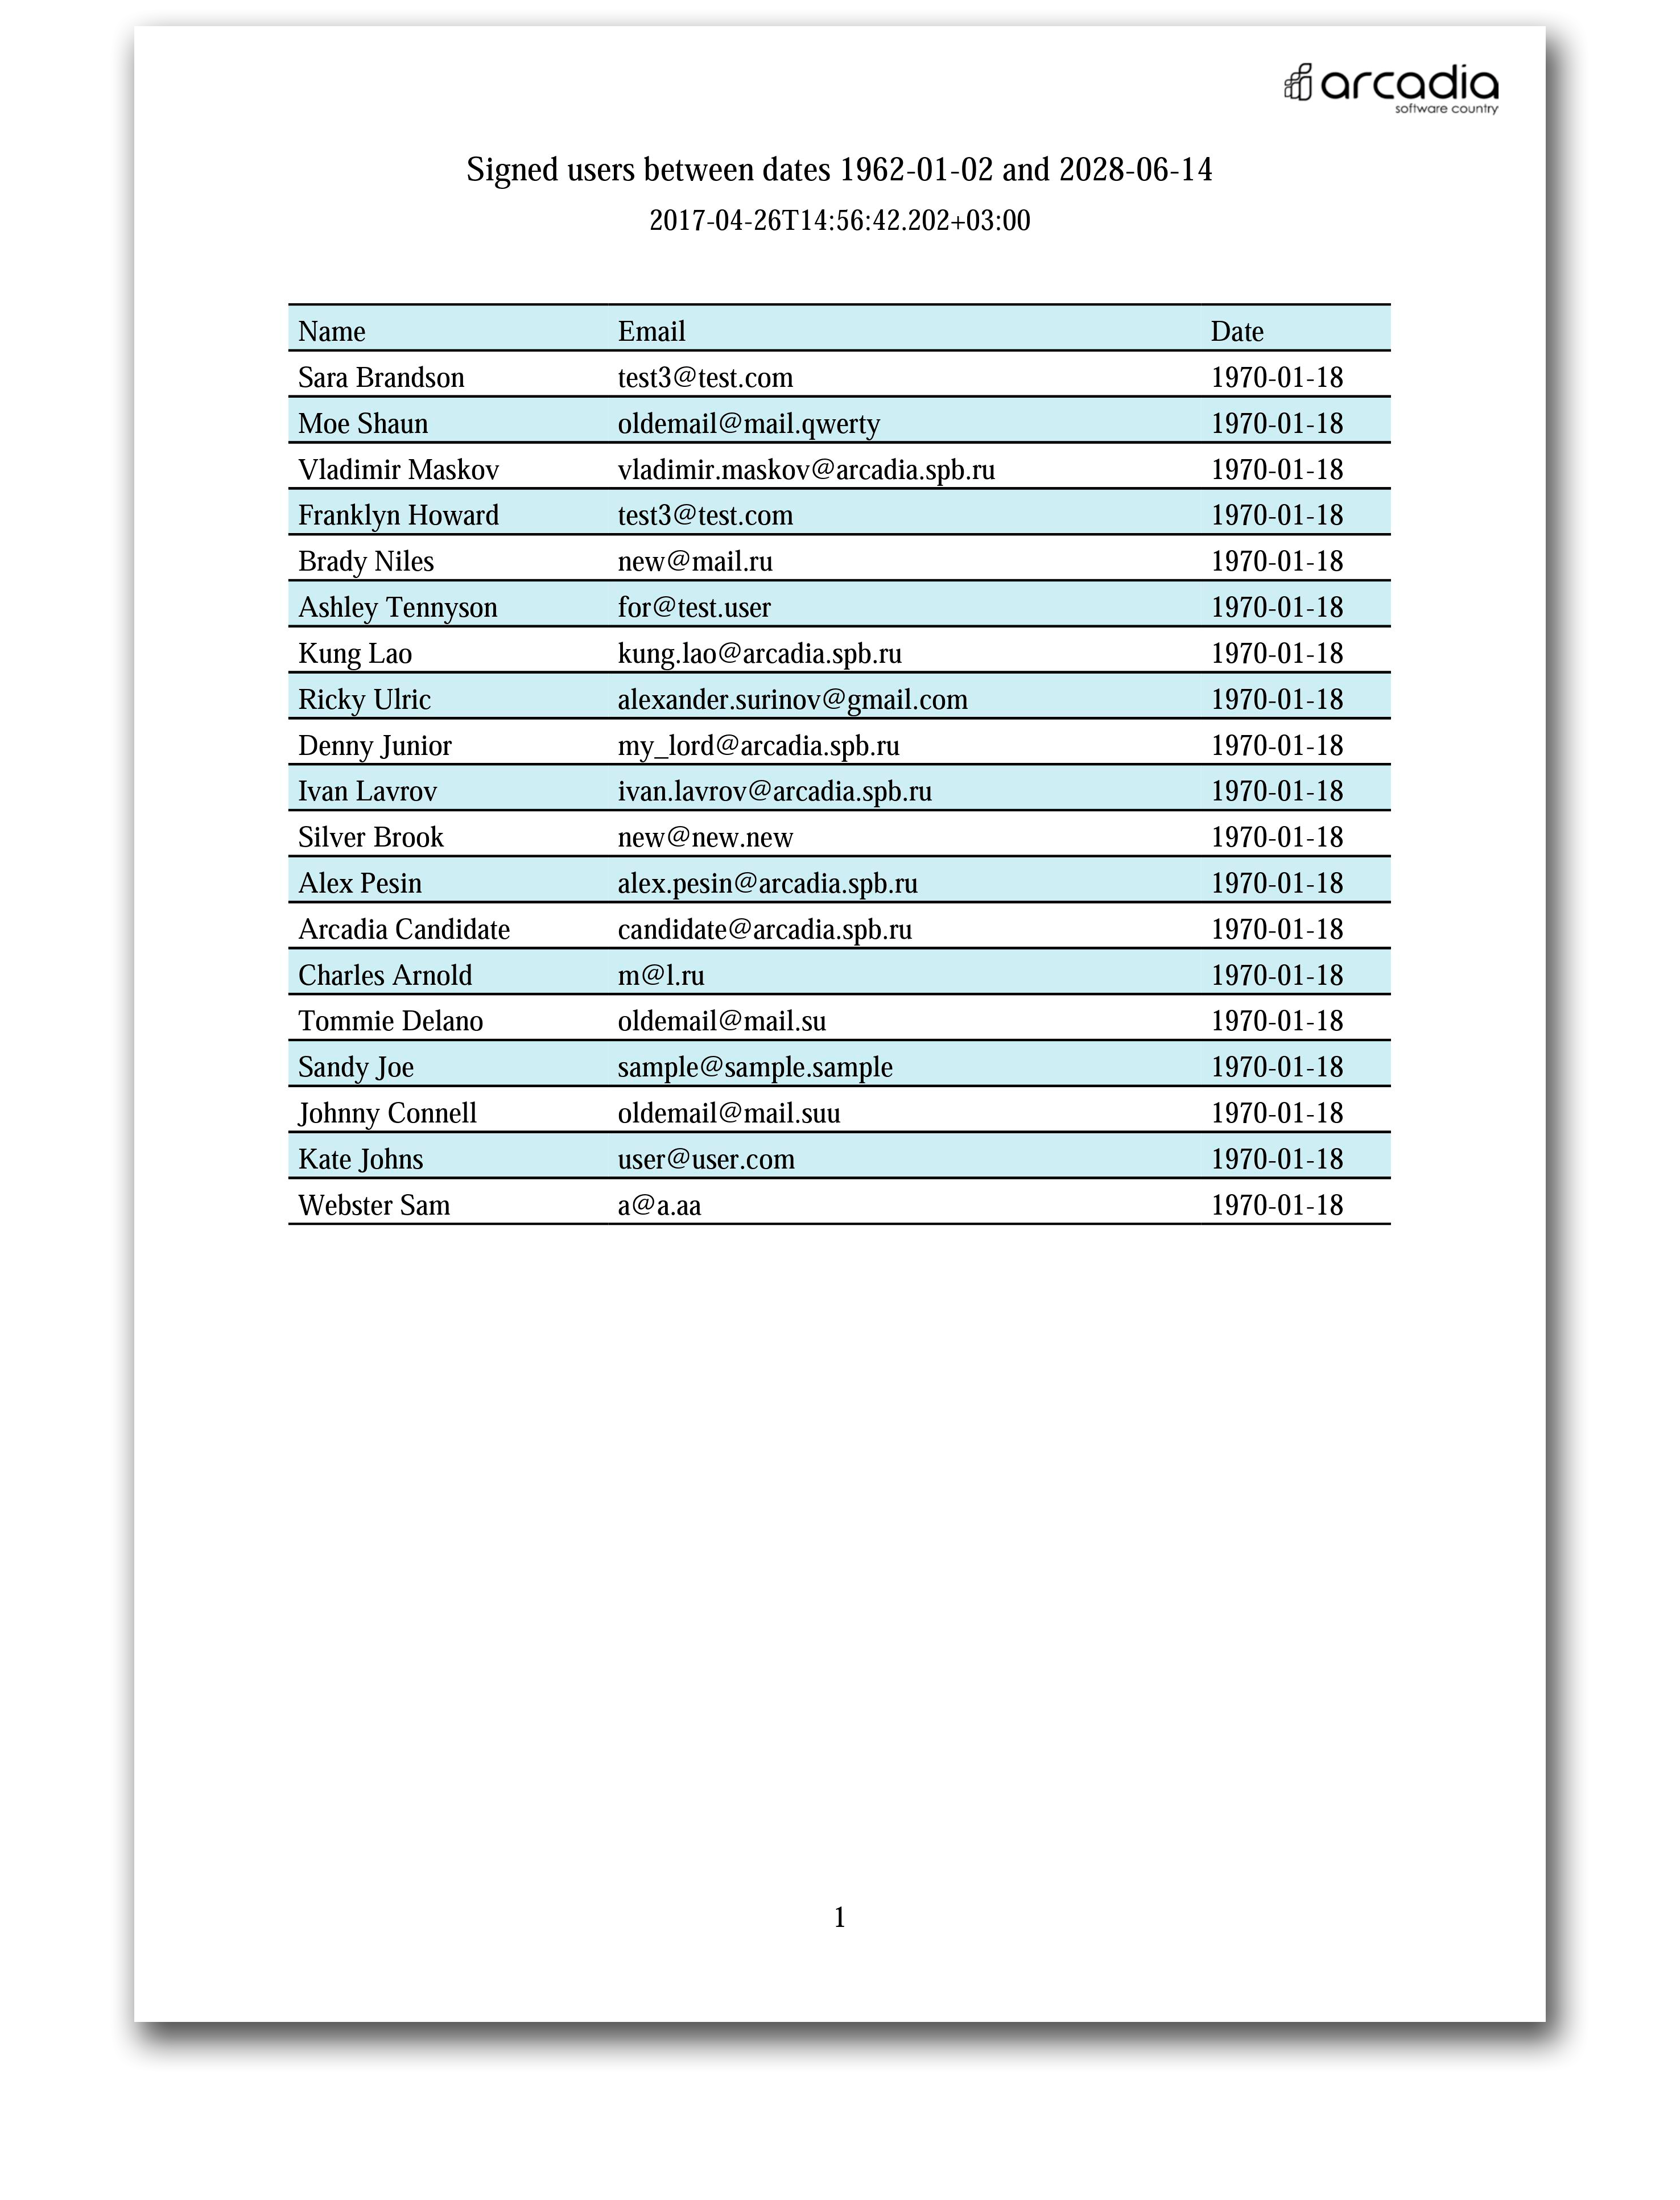 arcadia
software country
Signed users between dates 1962-01-02 and 2028-06-14
2017-04-26T14:56:42.202+03:00
Name Email Date
Sara Brandson test3@test.com 1970-01-18
Moe Shaun oldemail@mail.qwerty 1970-01-18
Vladimir Maskov vladimir.maskov@arcadia.spb.ru 1970-01-18
Franklyn Howard test3@test.com 1970-01-18
Brady Niles new@mail.ru 1970-01-18
Ashley Tennyson for@test.user 1970-01-18
Kung Lao kung.lao@arcadia.spb.ru 1970-01-18
Ricky Ulric alexander.surinov@gmail.com 1970-01-18
Denny Junior my_lord@arcadia.spb.ru 1970-01-18
Ivan Lavrov ivan.lavrov@arcadia.spb.ru 1970-01-18
Silver Brook new@new.new 1970-01-18
Alex Pesin alex.pesin@arcadia.spb.ru 1970-01-18
Arcadia Candidate candidate@arcadia.spb.ru 1970-01-18
Charles Arnold m@l.ru 1970-01-18
Tommie Delano oldemail@mail.su 1970-01-18
Sandy Joe sample@sample.sample 1970-01-18
Johnny Connell oldemail@mail.suu 1970-01-18
Kate Johns user@user.com 1970-01-18
Webster Sam a@a.aa 1970-01-18
1